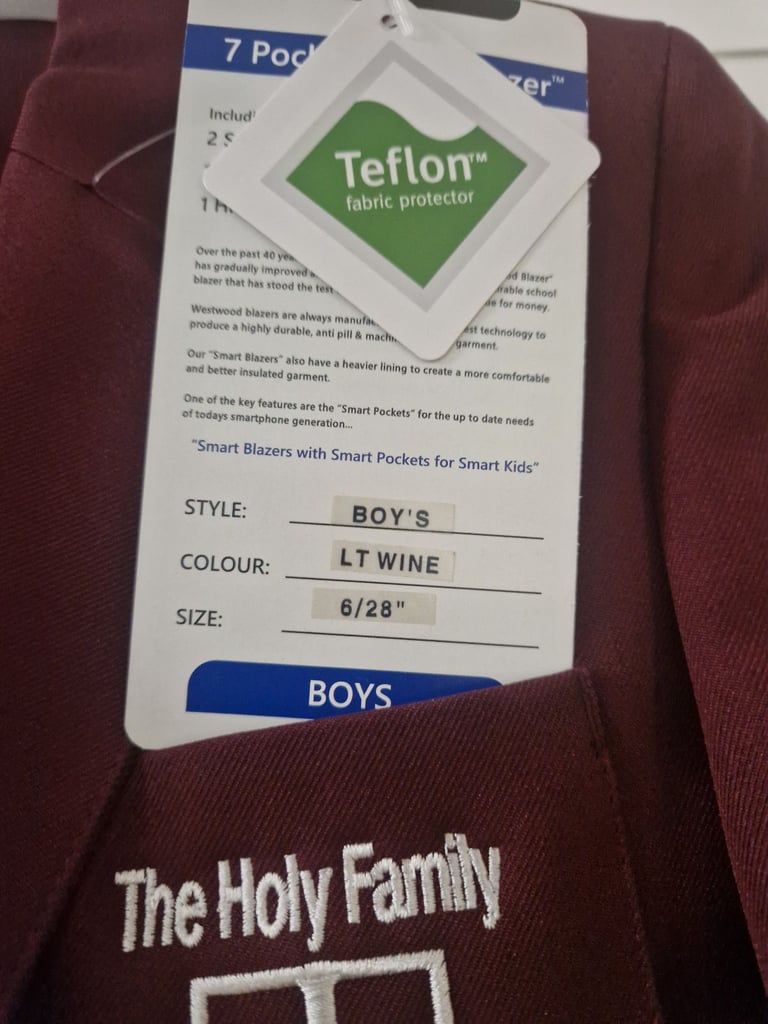 7 Poc
zer™
Includi
2 S
1 H
Teflon™
fabric protector
Over the past 40 yea
od Blazer"
has gradually improved a
rable school
blazer that has stood the test
ue for money.
Westwood blazers are always manufac
est technology to
produce a highly durable, anti pill & machin
garment.
Our "Smart Blazers" also have a heavier lining to create a more comfortable
and better insulated garment.
One of the key features are the "Smart Pockets" for the up to date needs
of todays smartphone generation...
"Smart Blazers with Smart Pockets for Smart Kids"
STYLE: BOY'S
COLOUR: LT WINE
SIZE: 6/28"
BOYS
The Holy Family